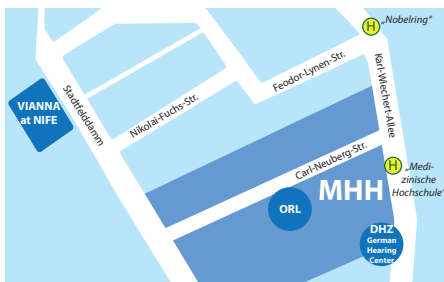 H
„Nobelring“
Feodor-Lynen-Str.
Karl-Wiechert-Allee
VIANNA
at NIFE
Stadtfelddamm
Nikolai-Fuchs-Str.
Carl-Neuberg-Str.
H
„Medi-
zinische
Hochschule“
MHH
ORL
DHZ
German
Hearing
Center